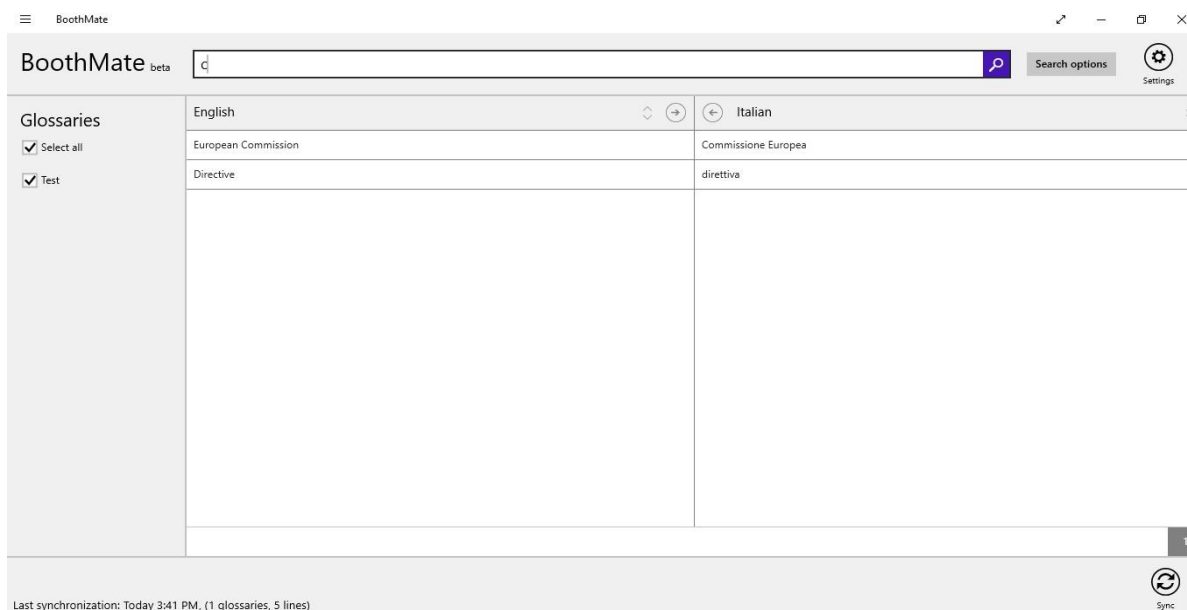 BoothMate
BoothMate beta
c
Search options
Settings
Glossaries
Select all
Test
English
Italian
European Commission
Commissione Europea
Directive
direttiva
1
Last synchronization: Today 3:41 PM, (1 glossaries, 5 lines)
Sync